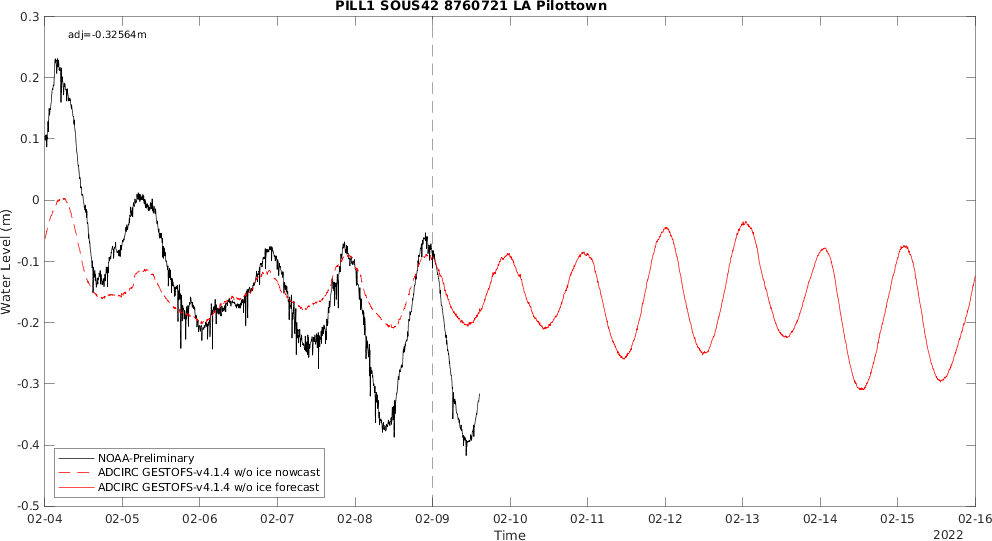 PILL1 SOUS42 8760721 LA Pilottown
adj=-0.32564m
0.3
0.2
0.1
0
-0.1
-0.2
-0.3
-0.4
-0.5
Water Level (m)
NOAA-Preliminary
ADCIRC GESTOFS-v4.1.4 w/o ice nowcast
ADCIRC GESTOFS-v4.1.4 w/o ice forecast
02-04 02-05 02-06 02-07 02-08 02-09 02-10 02-11 02-12 02-13 02-14 02-15 02-16
Time
2022